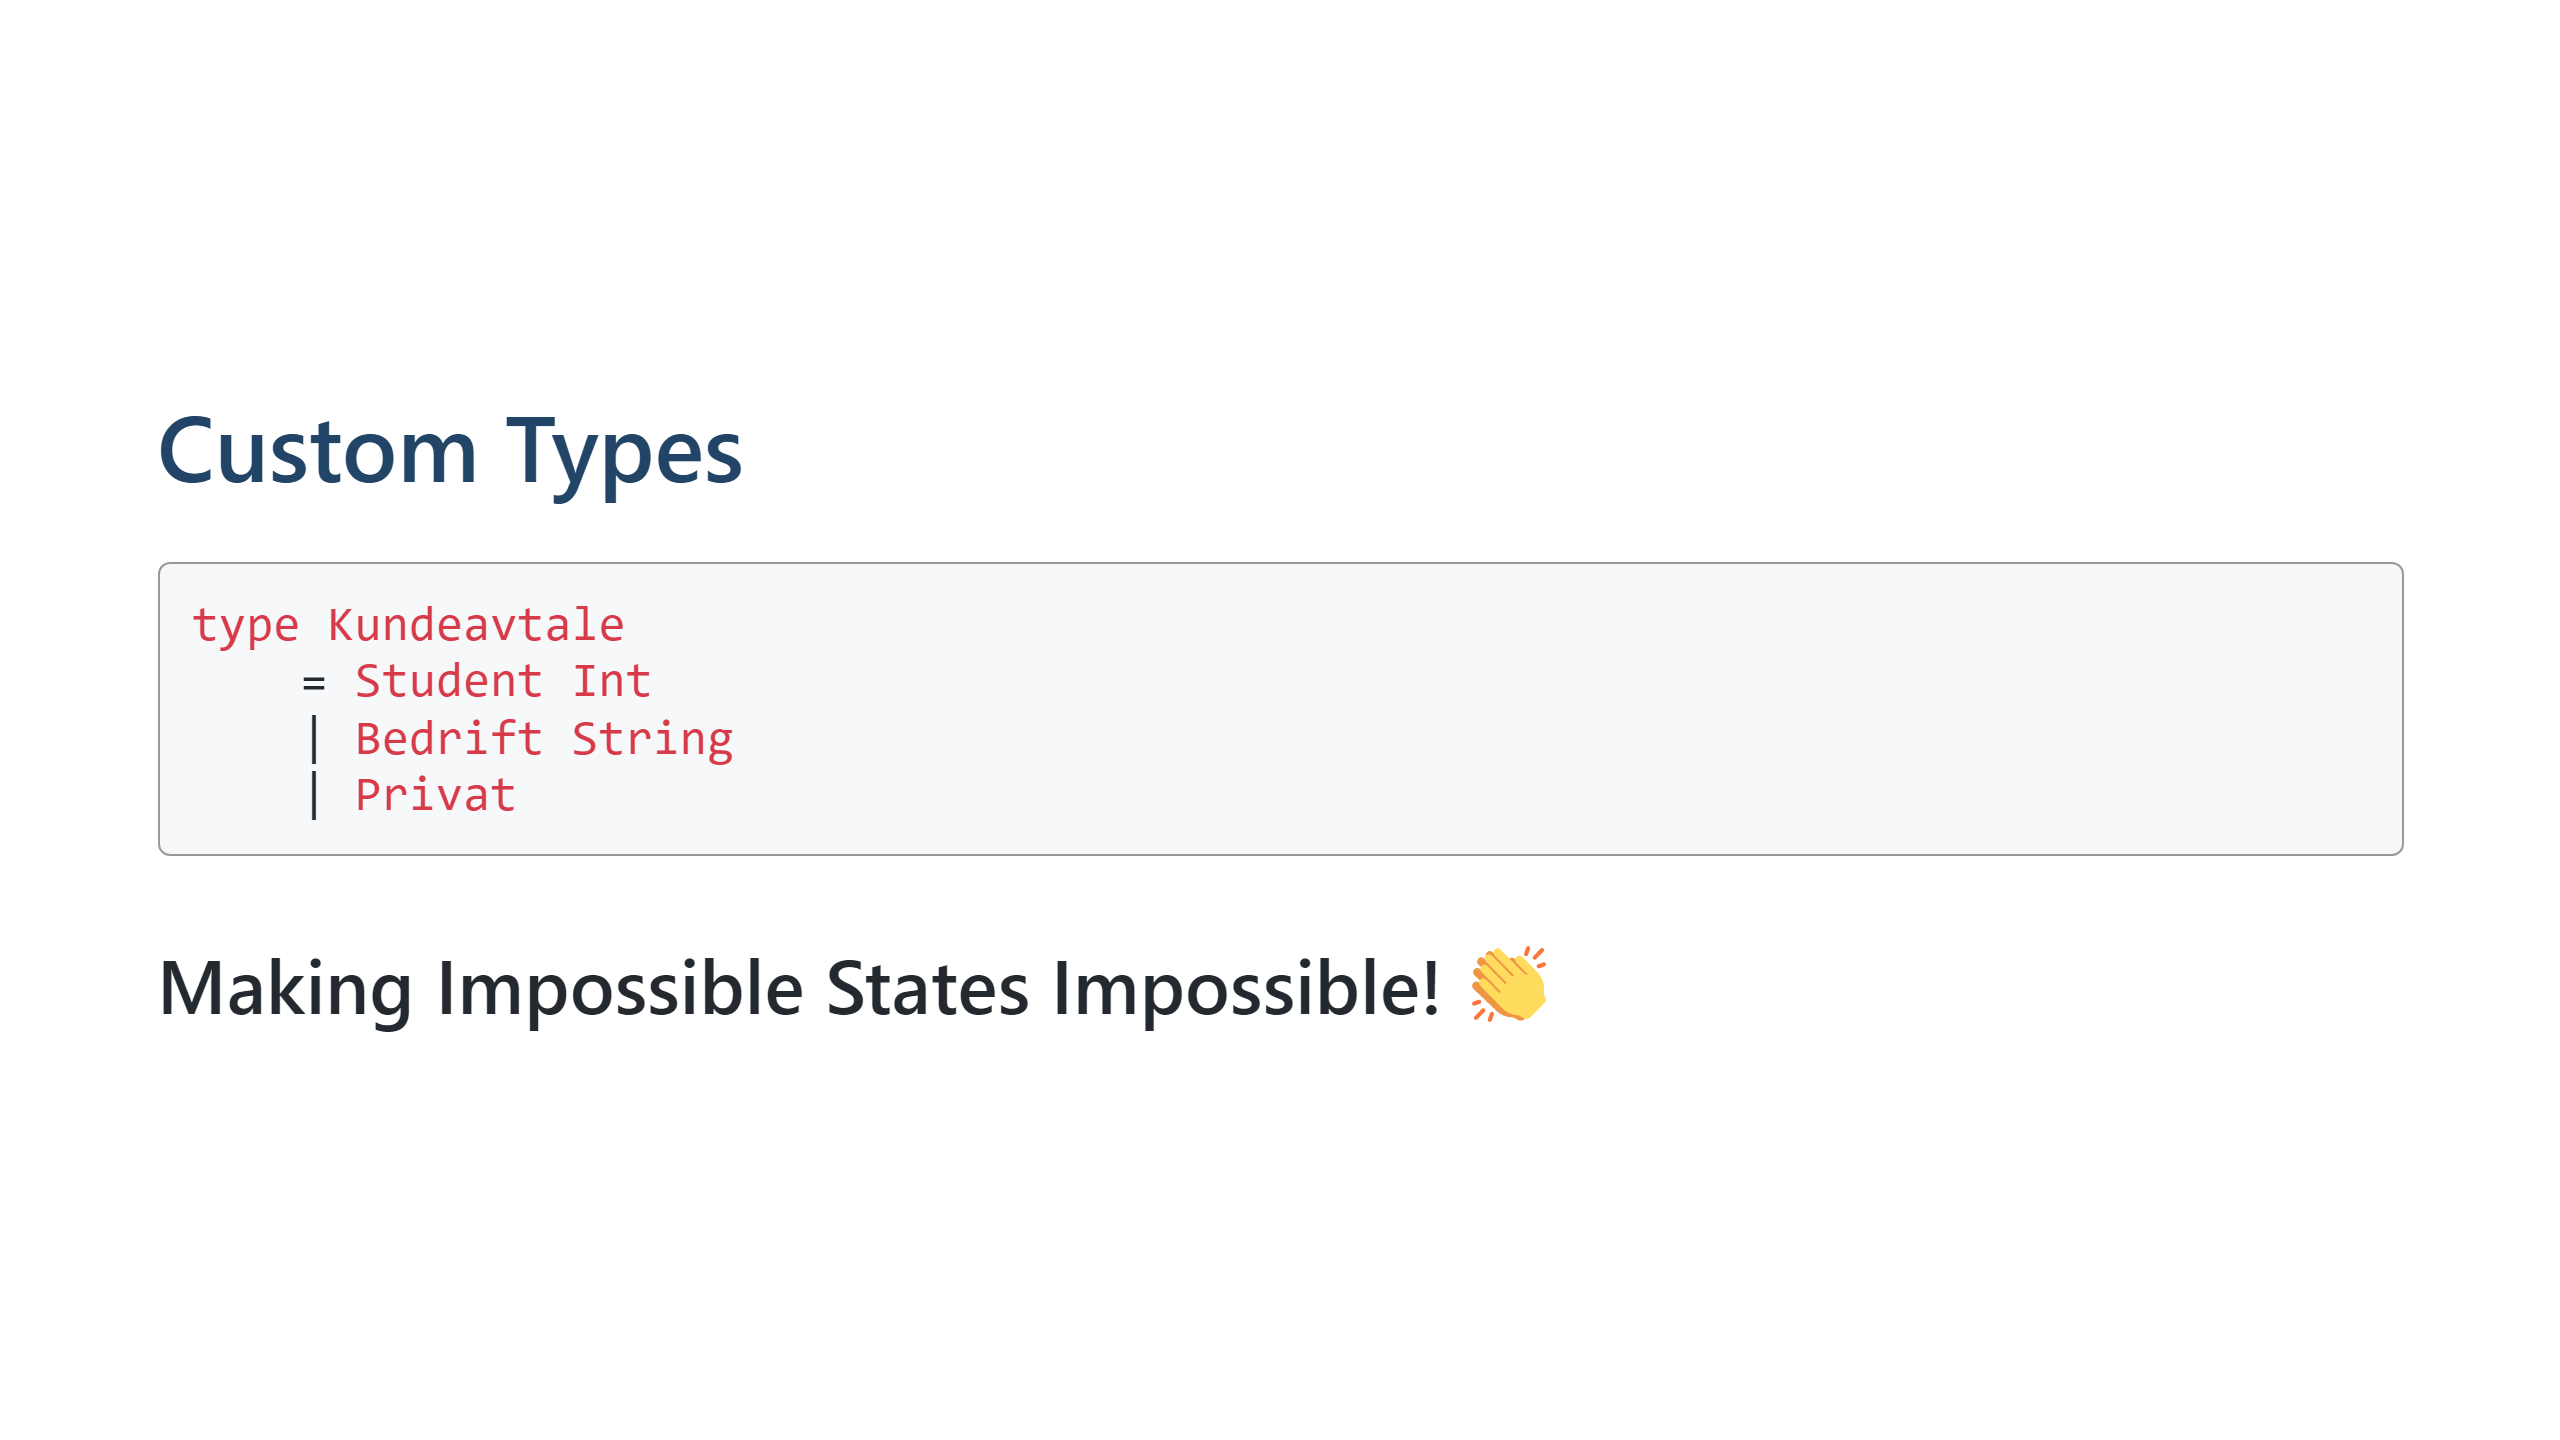 Custom Types
type Kundeavtale
    = Student Int
    | Bedrift String
    | Privat
Making Impossible States Impossible! 👏